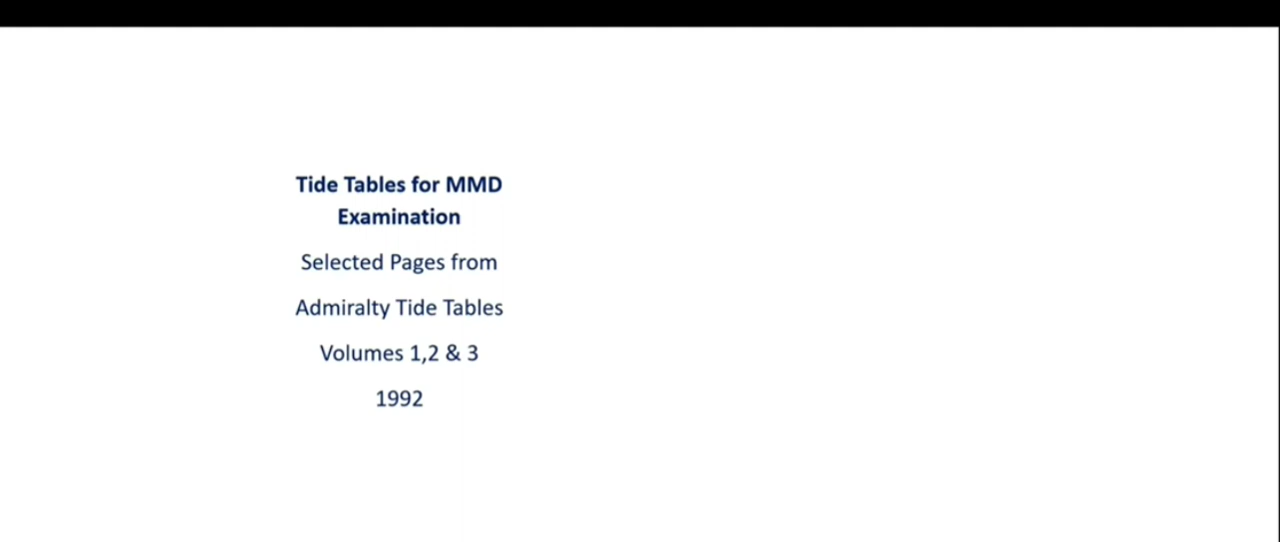 Tide Tables for MMD
Examination
Selected Pages from
Admiralty Tide Tables
Volumes 1,2 & 3
1992